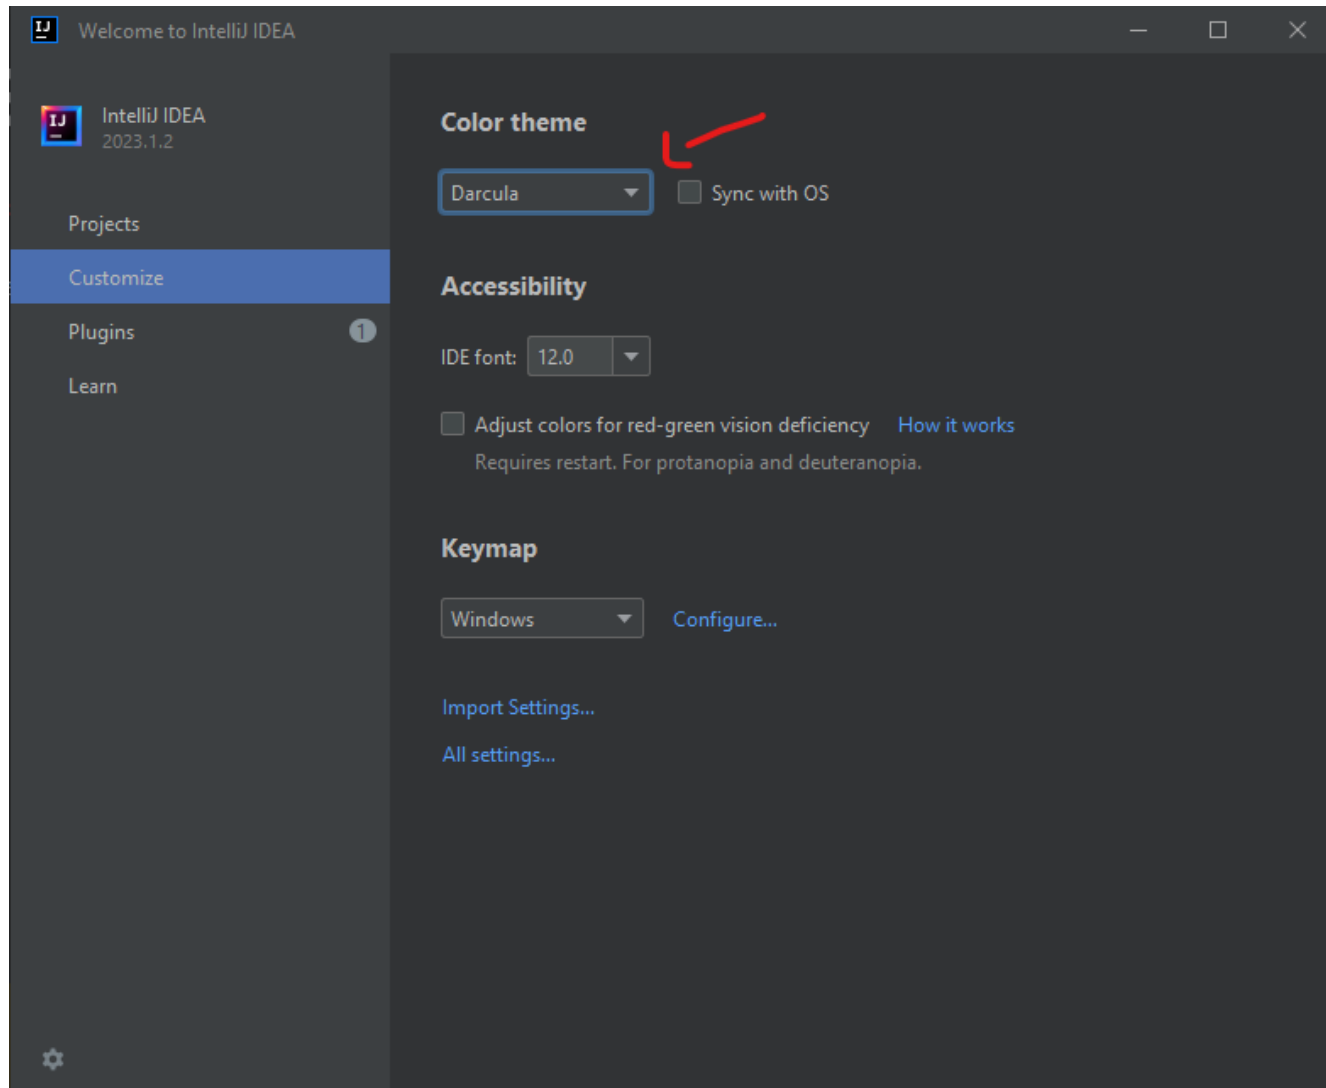 IJ Welcome to IntelliJ IDEA
IJ IntelliJ IDEA
2023.1.2
Projects
Customize
Plugins 1
Learn
Color theme
Darcula Sync with OS
Accessibility
IDE font: 12.0
Adjust colors for red-green vision deficiency How it works
Requires restart. For protanopia and deuteranopia.
Keymap
Windows Configure...
Import Settings...
All settings...